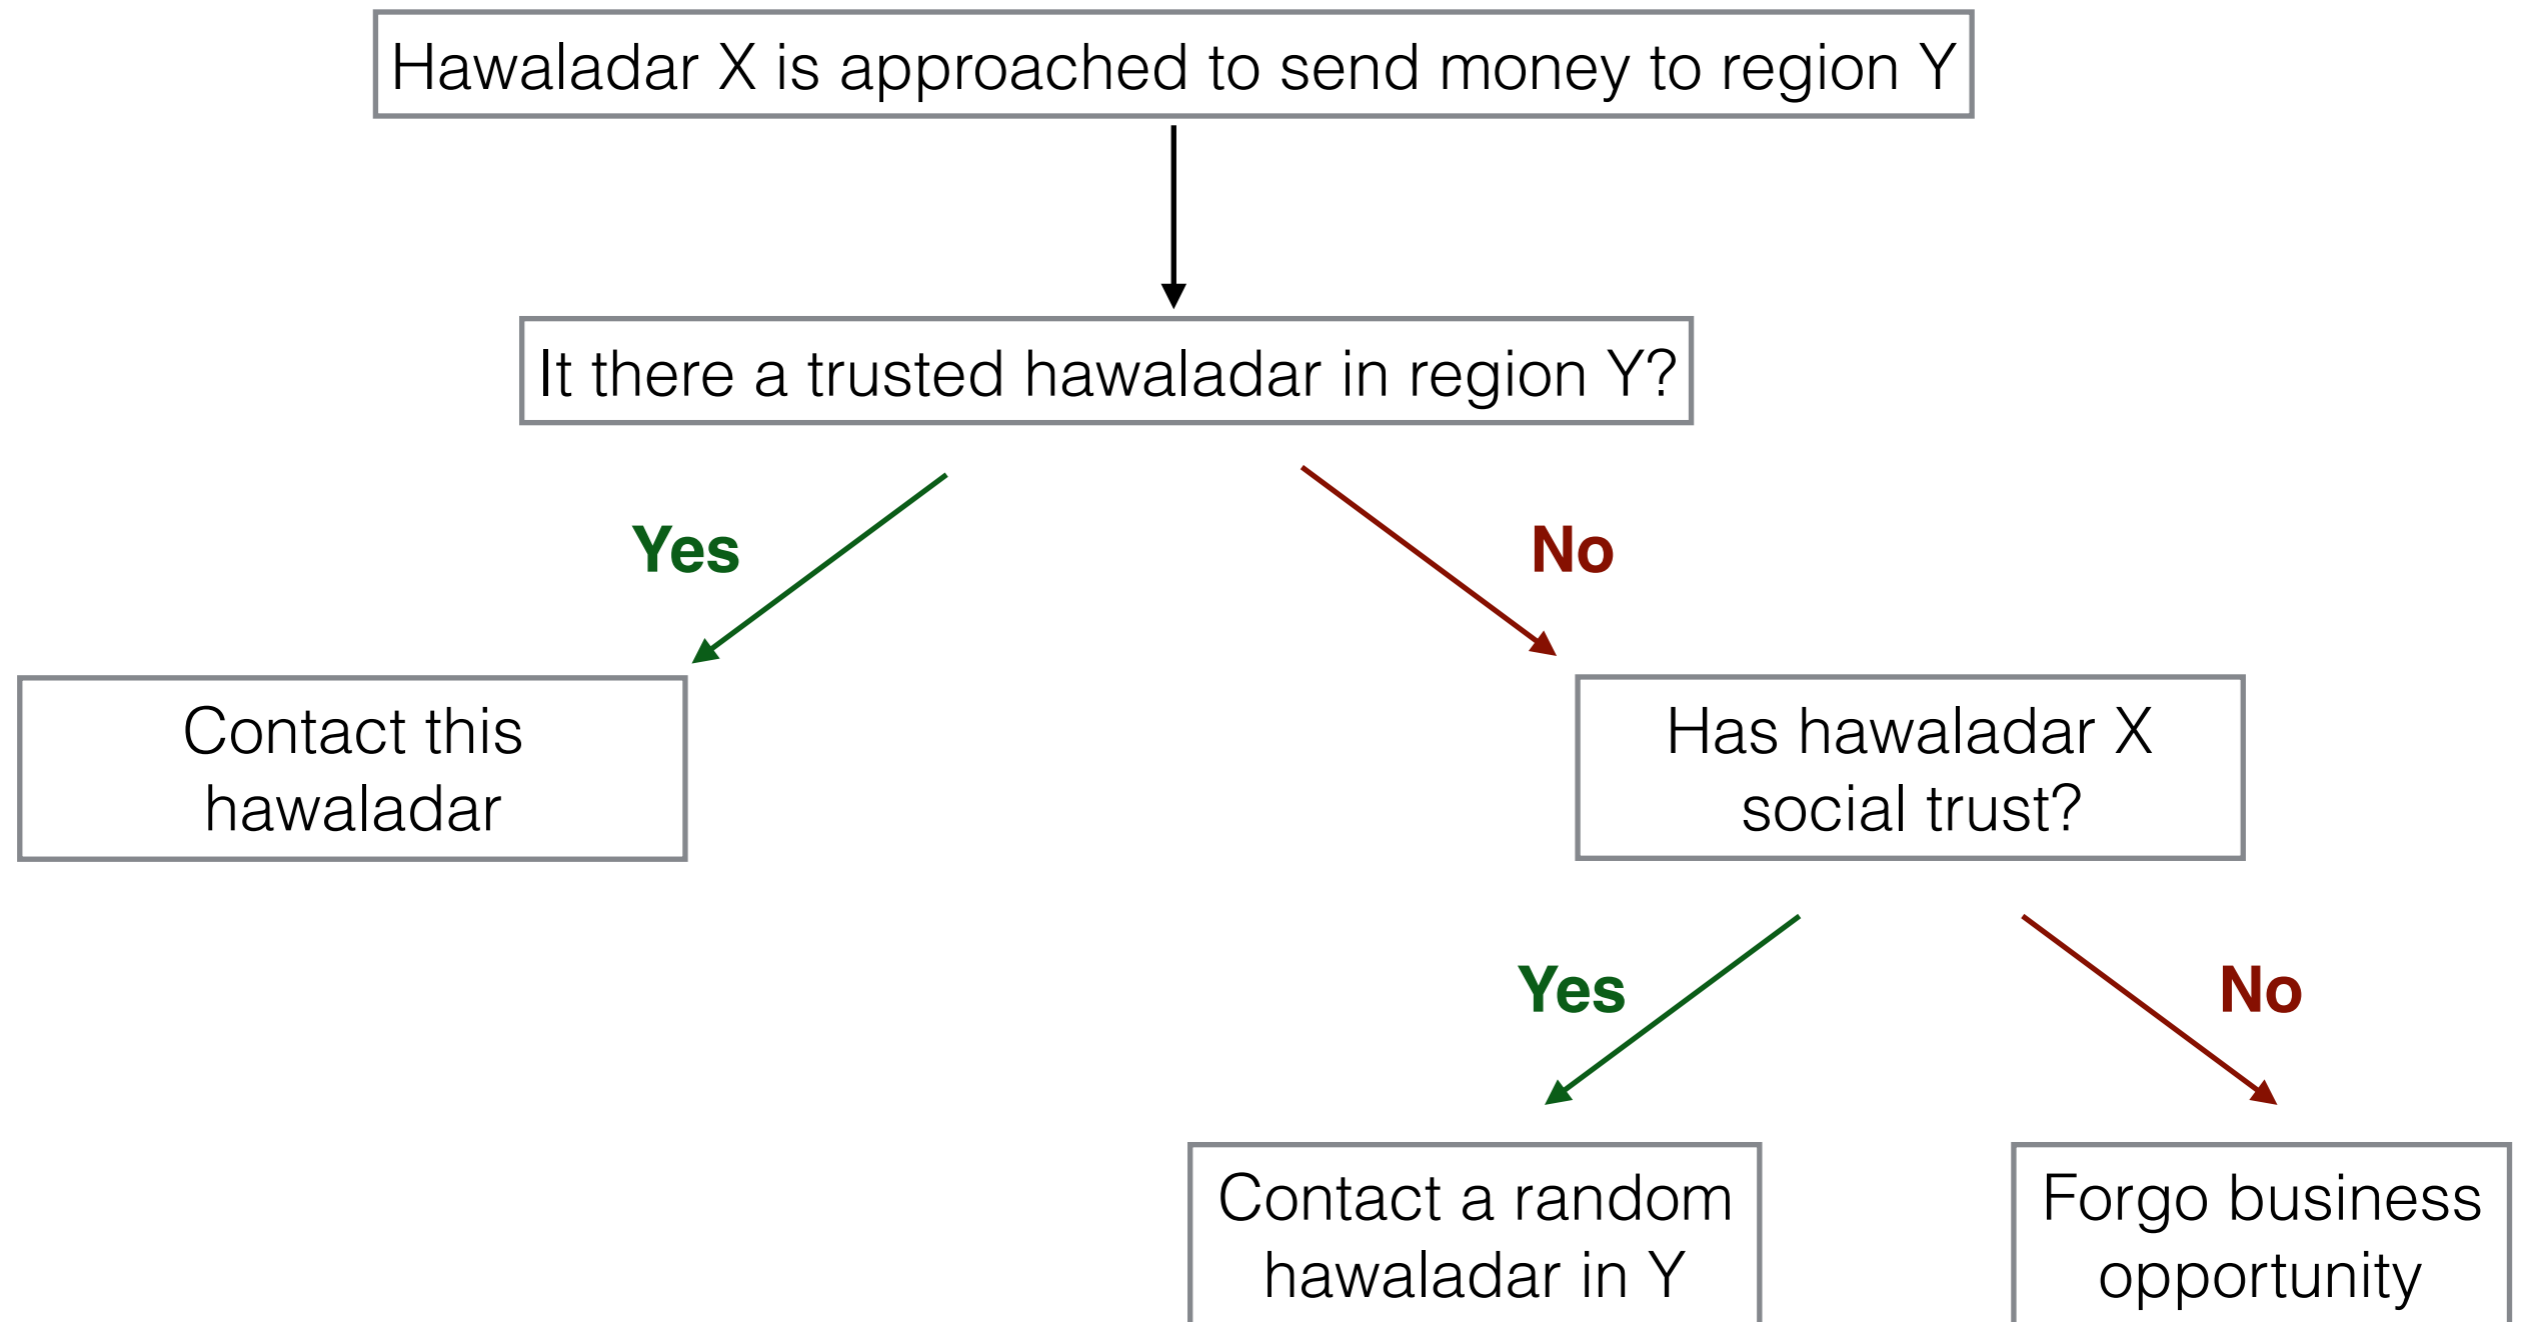 Hawaladar X is approached to send money to region Y
It there a trusted hawaladar in region Y?
Yes
No
Contact this
hawaladar
Has hawaladar X
social trust?
Yes
No
Contact a random
hawaladar in Y
Forgo business
opportunity